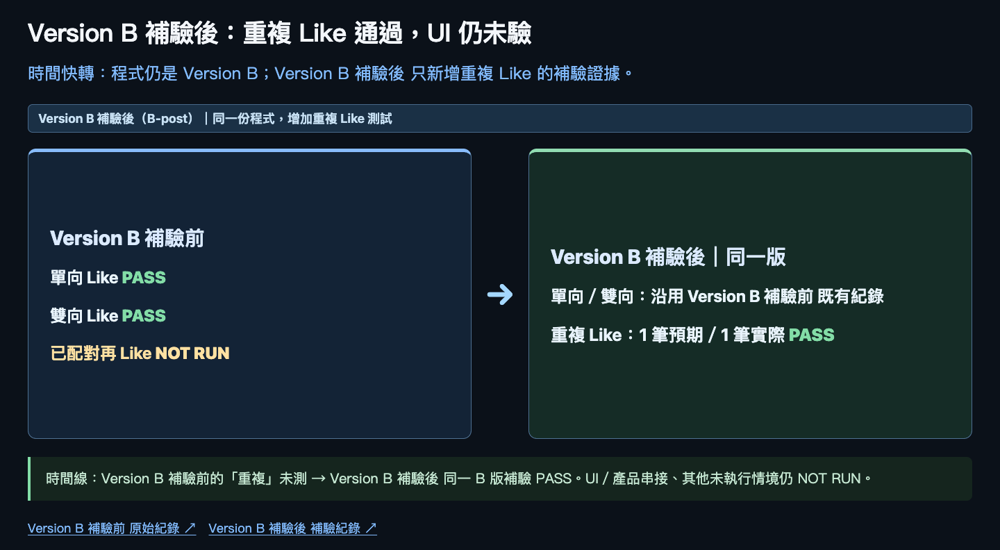 Version B 補驗後：重複 Like 通過，UI 仍未驗
時間快轉：程式仍是 Version B；Version B 補驗後 只新增重複 Like 的補驗證據。
Version B 補驗後（B-post）｜同一份程式，增加重複 Like 測試
Version B 補驗前
單向 Like PASS
雙向 Like PASS
已配對再 Like NOT RUN
→
Version B 補驗後｜同一版
單向 / 雙向：沿用 Version B 補驗前 既有紀錄
重複 Like：1 筆預期 / 1 筆實際 PASS
時間線：Version B 補驗前的「重複」未測 → Version B 補驗後 同一 B 版補驗 PASS。UI / 產品串接、其他未執行情境仍 NOT RUN。
Version B 補驗前 原始紀錄 ↗ Version B 補驗後 補驗紀錄 ↗